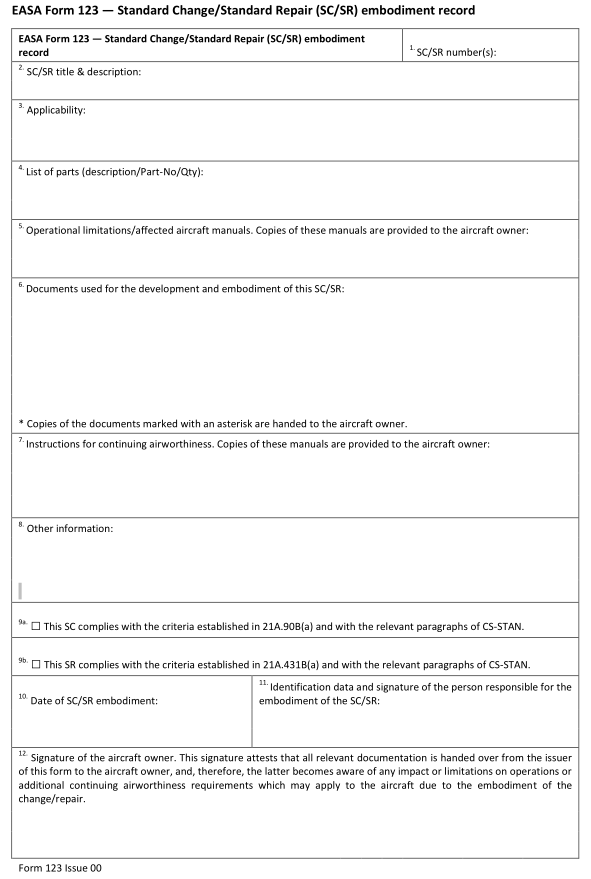 EASA Form 123 — Standard Change/Standard Repair (SC/SR) embodiment record
EASA Form 123 — Standard Change/Standard Repair (SC/SR) embodiment
record
1. SC/SR number(s):
2. SC/SR title & description:
3. Applicability:
4. List of parts (description/Part-No/Qty):
5. Operational limitations/affected aircraft manuals. Copies of these manuals are provided to the aircraft owner:
6. Documents used for the development and embodiment of this SC/SR:
* Copies of the documents marked with an asterisk are handed to the aircraft owner.
7. Instructions for continuing airworthiness. Copies of these manuals are provided to the aircraft owner:
8. Other information:
9a. ☐ This SC complies with the criteria established in 21A.90B(a) and with the relevant paragraphs of CS-STAN.
9b. ☐ This SR complies with the criteria established in 21A.431B(a) and with the relevant paragraphs of CS-STAN.
10. Date of SC/SR embodiment:
11. Identification data and signature of the person responsible for the
embodiment of the SC/SR:
12. Signature of the aircraft owner. This signature attests that all relevant documentation is handed over from the issuer
of this form to the aircraft owner, and, therefore, the latter becomes aware of any impact or limitations on operations or
additional continuing airworthiness requirements which may apply to the aircraft due to the embodiment of the
change/repair.
Form 123 Issue 00